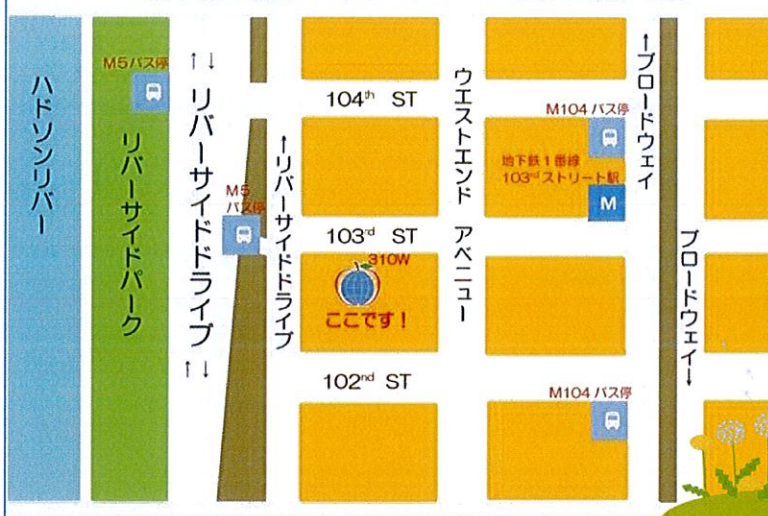 ハドソンリバー
M5バス停
リバーサイドパーク
↑↓
リバーサイドドライブ
↑↓
M5
バス停
←リバーサイドドライブ
104th ST
103rd ST
310W
ここです！
102nd ST
ウエストエンド アベニュー
M104 バス停
地下鉄1番線
103rdストリート駅
M
←ブロードウェイ
ブロードウェイ→
M104 バス停